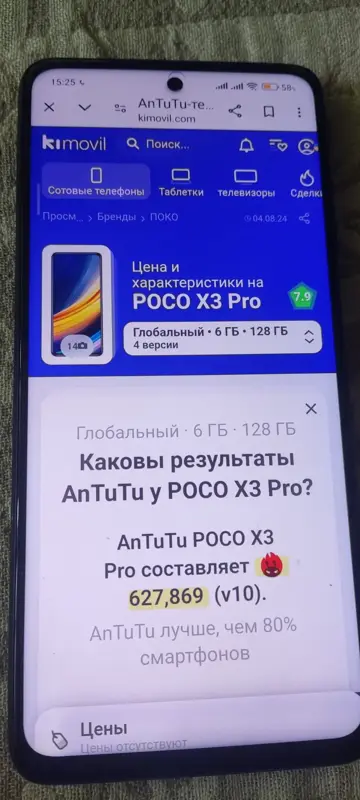 15:25
58%
AnTuTu-те...
kimovil.com
kimovil
Поиск...
Сотовые телефоны
Таблетки
телевизоры
Сделки
Просм... > Бренды > ПОКО
04.08.24
Цена и
характеристики на
POCO X3 Pro
7.9
14
Глобальный • 6 ГБ • 128 ГБ
4 версии
Глобальный · 6 ГБ · 128 ГБ
Каковы результаты
AnTuTu у POCO X3 Pro?
AnTuTu POCO X3
Pro составляет
627,869 (v10).
AnTuTu лучше, чем 80%
смартфонов
Цены
Цены отсутствуют